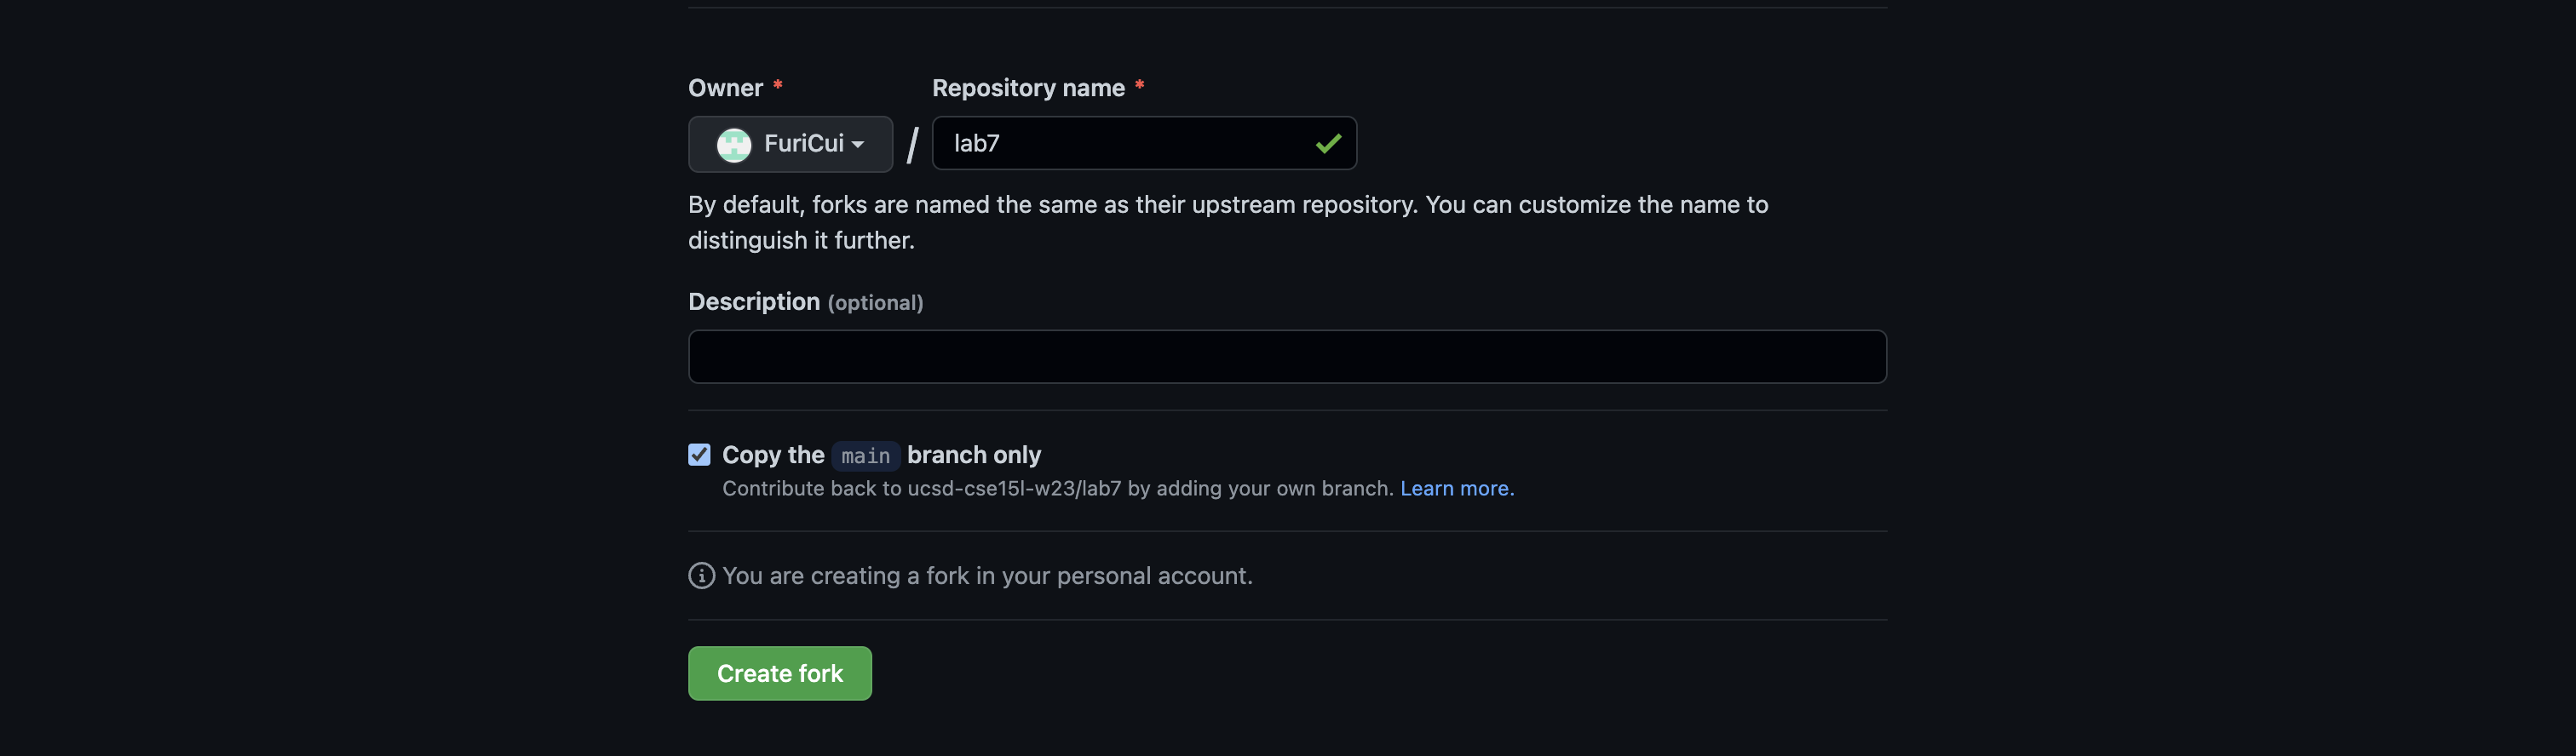 Owner * Repository name *
FuriCui / lab7
By default, forks are named the same as their upstream repository. You can customize the name to
distinguish it further.
Description (optional)
Copy the main branch only
Contribute back to ucsd-cse15l-w23/lab7 by adding your own branch. Learn more.
You are creating a fork in your personal account.
Create fork